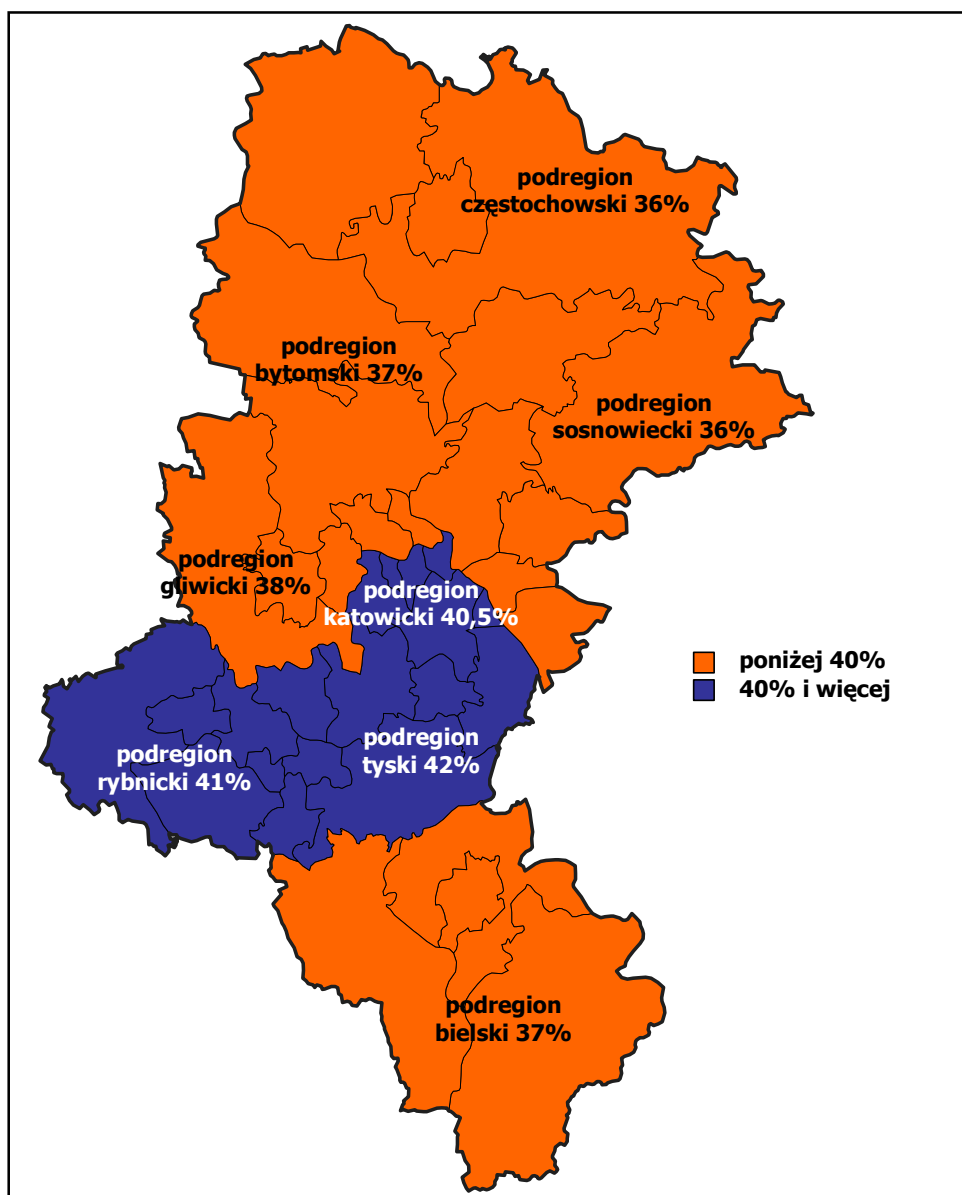 podregion
częstochowski 36%
podregion
bytomski 37%
podregion
sosnowiecki 36%
podregion
gliwicki 38%
podregion
katowicki 40,5%
poniżej 40%
40% i więcej
podregion
rybnicki 41%
podregion
tyski 42%
podregion
bielski 37%